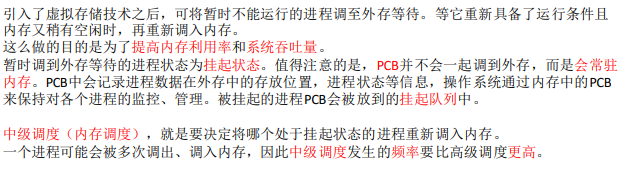 引入了虚拟存储技术之后，可将暂时不能运行的进程调至外存等待。等它重新具备了运行条件且
内存又稍有空闲时，再重新调入内存。
这么做的目的是为了提高内存利用率和系统吞吐量。
暂时调到外存等待的进程状态为挂起状态。值得注意的是，PCB并不会一起调到外存，而是会常驻
内存。PCB中会记录进程数据在外存中的存放位置，进程状态等信息，操作系统通过内存中的PCB
来保持对各个进程的监控、管理。被挂起的进程PCB会被放到的挂起队列中。
中级调度（内存调度），就是要决定将哪个处于挂起状态的进程重新调入内存。
一个进程可能会被多次调出、调入内存，因此中级调度发生的频率要比高级调度更高。